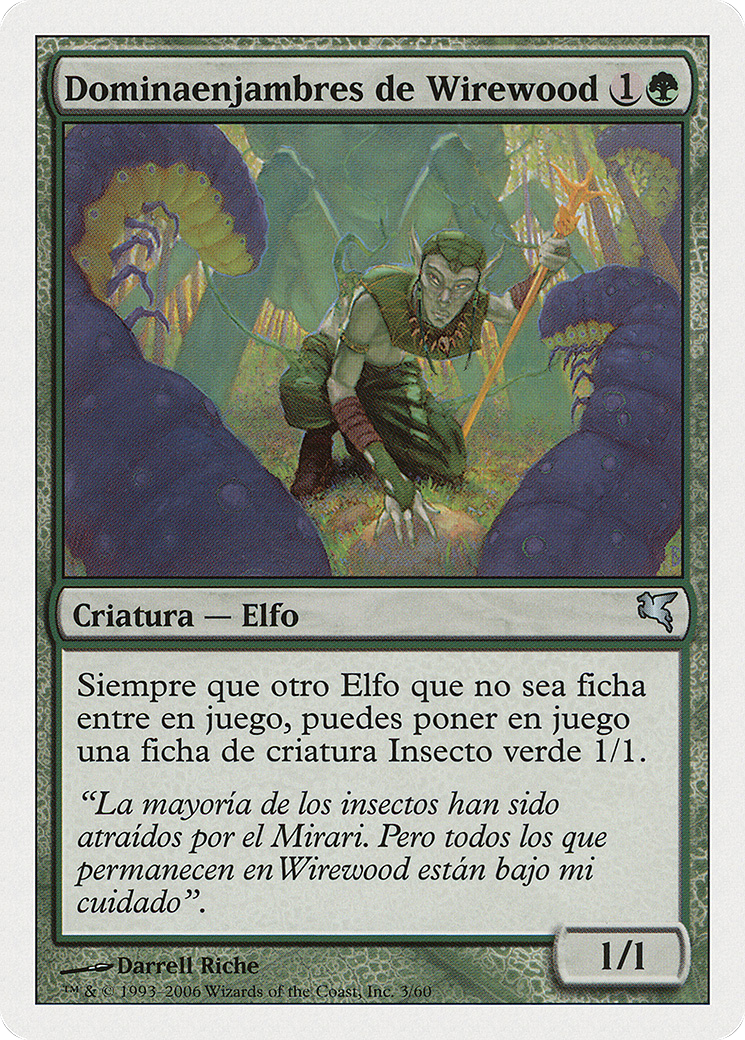 Dominaenjambres de Wirewood 1
Criatura — Elfo
Siempre que otro Elfo que no sea ficha
entre en juego, puedes poner en juego
una ficha de criatura Insecto verde 1/1.
“La mayoría de los insectos han sido
atraídos por el Mirari. Pero todos los que
permanecen en Wirewood están bajo mi
cuidado”.
1/1
Darrell Riche
™ & © 1993–2006 Wizards of the Coast, Inc. 3/60